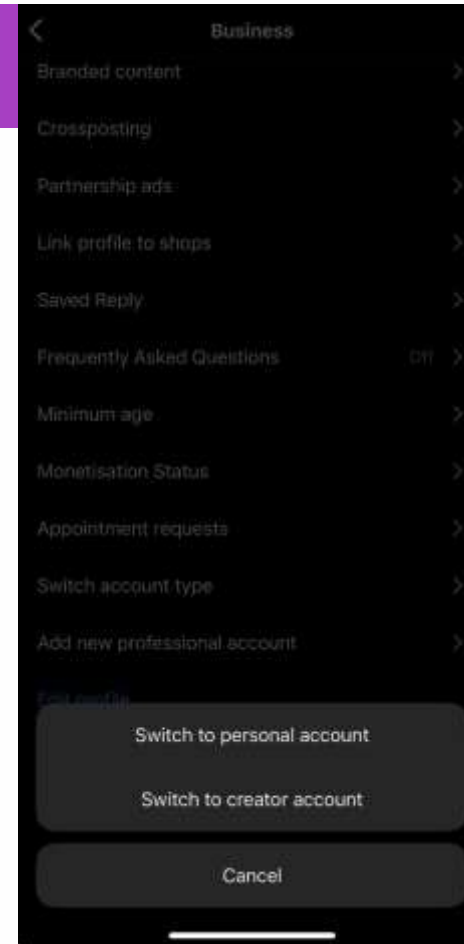 Business
Branded content
Crossposting
Partnership ads
Link profile to shops
Saved Reply
Frequently Asked Questions Off
Minimum age
Monetisation Status
Appointment requests
Switch account type
Add new professional account
Edit profile
Switch to personal account
Switch to creator account
Cancel